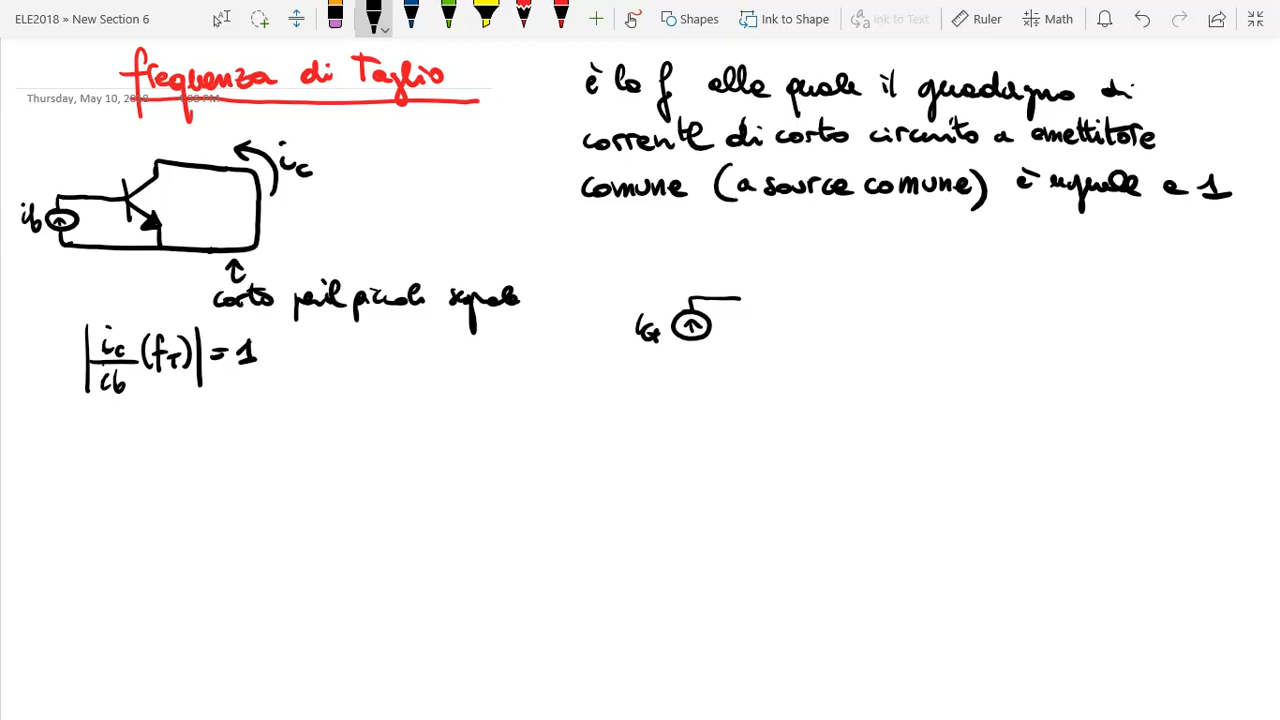 ELE2018 » New Section 6
Shapes
Ink to Shape
Ink to Text
Ruler
Math
frequenza di Taglio
Thursday, May 10, 2018
PM
è la f alla quale il guadagno di
corrente di corto circuito a emettitore
comune (a source comune) è uguale a 1
ic
ib
corto per il piccolo segnale
|ic/ib (fT)| = 1
iG